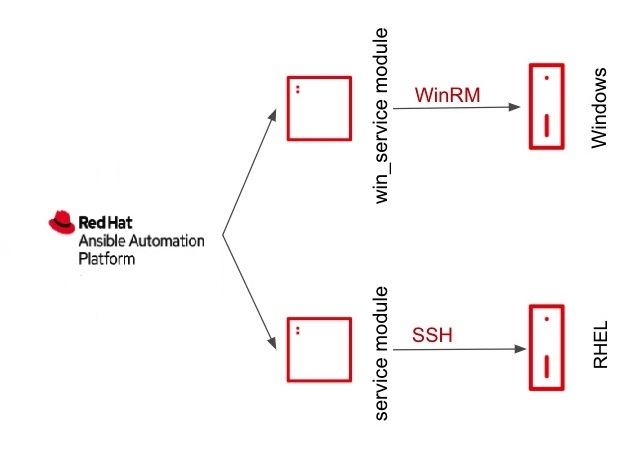 Red Hat
Ansible Automation
Platform
win_service module
WinRM
Windows
service module
SSH
RHEL